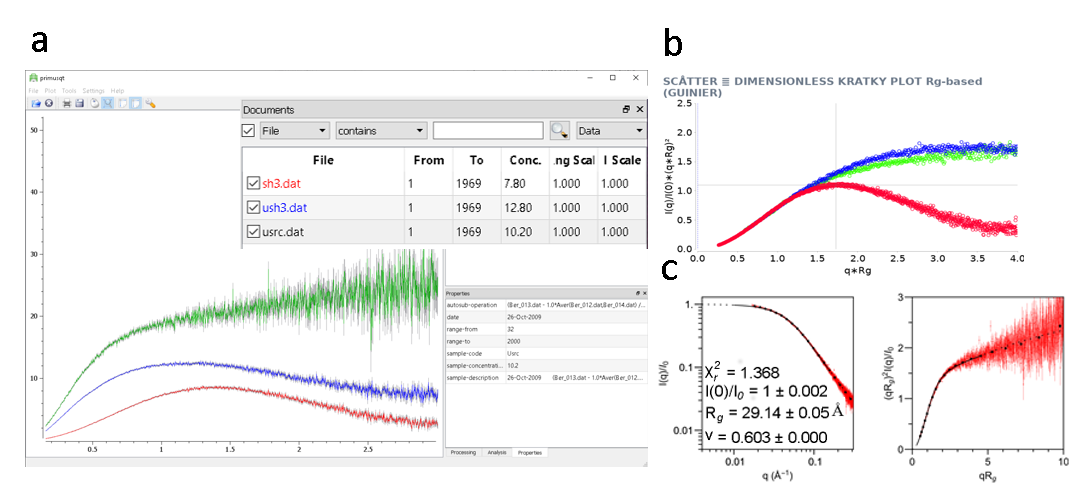 a
primusqt
File Plot Tools Settings Help
Documents
File contains Data
File From To Conc. .ng Scal I Scale
sh3.dat 1 1969 7.80 1.000 1.000
ush3.dat 1 1969 12.80 1.000 1.000
usrc.dat 1 1969 10.20 1.000 1.000
50
40
30
20
10
0.5 1 1.5 2 2.5
Properties
autosub-operation (Ber_013.dat - 1.0*Aver(Ber_012.dat,Ber_014.dat) /...
date 26-Oct-2009
range-from 32
range-to 2000
sample-code Usrc
sample-concentrati... 10.2
sample-description 26-Oct-2009 (Ber_013.dat - 1.0*Aver(Ber_012...
Processing Analysis Properties
b
SCÅTTER ≡ DIMENSIONLESS KRATKY PLOT Rg-based
(GUINIER)
I(q)/I(0)*(q*Rg)²
2.5
2.0
1.5
1.0
0.5
0.0
0.0 0.5 1.0 1.5 2.0 2.5 3.0 3.5 4.0
q*Rg
c
I(q)/I₀
1.
0.1
0.01
X²ᵣ = 1.368
I(0)/I₀ = 1 ± 0.002
R_g = 29.14 ± 0.05 Å
ν = 0.603 ± 0.000
0.01 0.1
q (Å⁻¹)
(qR_g)²I(q)/I₀
3
2
1
0
0 5 10
qR_g